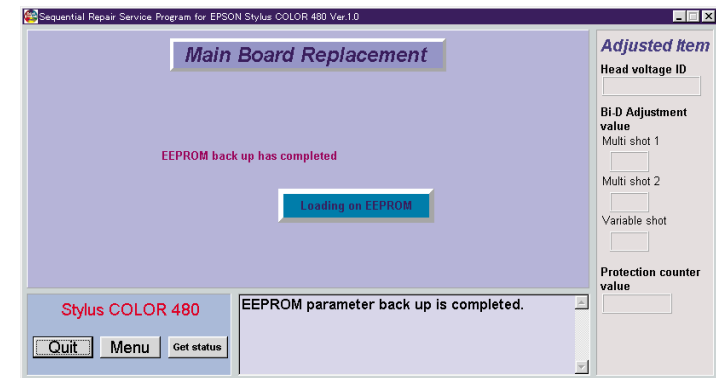 Sequential Repair Service Program for EPSON Stylus COLOR 480 Ver.1.0
Main Board Replacement
EEPROM back up has completed
Loading on EEPROM
Adjusted Item
Head voltage ID
Bi-D Adjustment
value
Multi shot 1
Multi shot 2
Variable shot
Protection counter
value
Stylus COLOR 480
Quit
Menu
Get status
EEPROM parameter back up is completed.